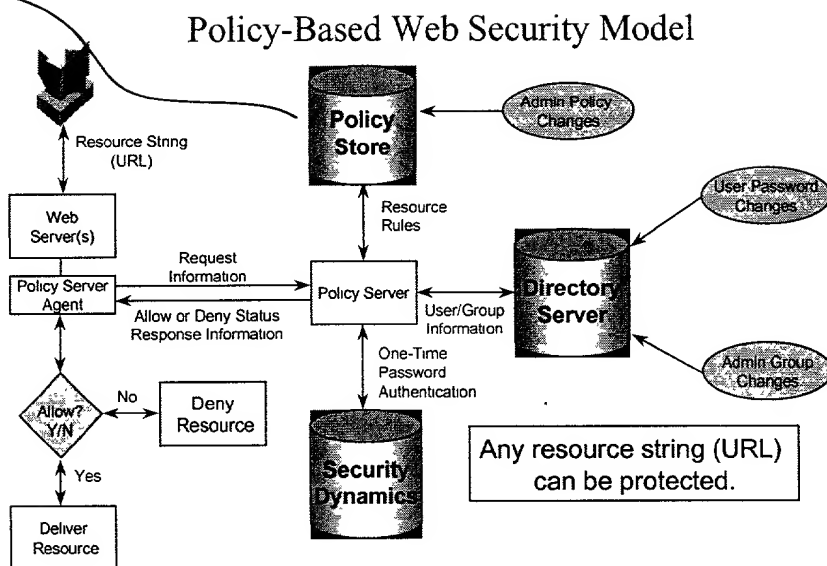 Policy-Based Web Security Model
Resource String
(URL)
Policy
Store
Admin Policy
Changes
Web
Server(s)
Resource
Rules
User Password
Changes
Request
Information
Policy Server
Agent
Policy Server
Directory
Server
Allow or Deny Status
Response Information
User/Group
Information
One-Time
Password
Authentication
Admin Group
Changes
Allow?
Y/N
No
Deny
Resource
Yes
Security
Dynamics
Any resource string (URL)
can be protected.
Deliver
Resource